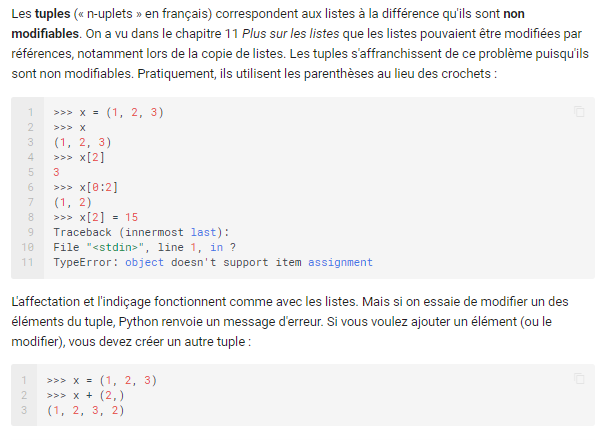 Les tuples (« n-uplets » en français) correspondent aux listes à la différence qu'ils sont non
modifiables. On a vu dans le chapitre 11 Plus sur les listes que les listes pouvaient être modifiées par
références, notamment lors de la copie de listes. Les tuples s'affranchissent de ce problème puisqu'ils
sont non modifiables. Pratiquement, ils utilisent les parenthèses au lieu des crochets :
1 >>> x = (1, 2, 3)
2 >>> x
3 (1, 2, 3)
4 >>> x[2]
5 3
6 >>> x[0:2]
7 (1, 2)
8 >>> x[2] = 15
9 Traceback (innermost last):
10 File "<stdin>", line 1, in ?
11 TypeError: object doesn't support item assignment
L'affectation et l'indiçage fonctionnent comme avec les listes. Mais si on essaie de modifier un des
éléments du tuple, Python renvoie un message d'erreur. Si vous voulez ajouter un élément (ou le
modifier), vous devez créer un autre tuple :
1 >>> x = (1, 2, 3)
2 >>> x + (2,)
3 (1, 2, 3, 2)